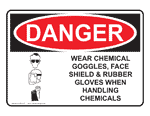 DANGER
WEAR CHEMICAL
GOGGLES, FACE
SHIELD & RUBBER
GLOVES WHEN
HANDLING
CHEMICALS